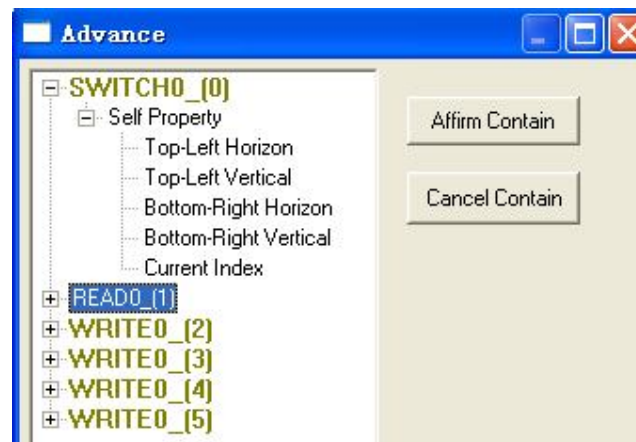 Advance
SWITCH0_(0)
Self Property
Top-Left Horizon
Top-Left Vertical
Bottom-Right Horizon
Bottom-Right Vertical
Current Index
READ0_(1)
WRITE0_(2)
WRITE0_(3)
WRITE0_(4)
WRITE0_(5)
Affirm Contain
Cancel Contain